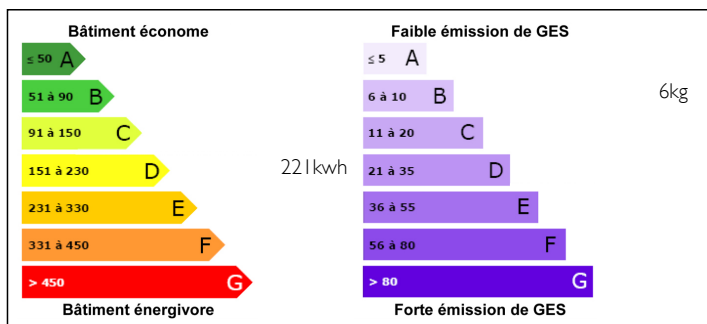 Bâtiment économe
≤ 50 A
51 à 90 B
91 à 150 C
151 à 230 D
231 à 330 E
331 à 450 F
> 450 G
Bâtiment énergivore
221kwh
Faible émission de GES
≤ 5 A
6 à 10 B
11 à 20 C
21 à 35 D
36 à 55 E
56 à 80 F
> 80 G
Forte émission de GES
6kg